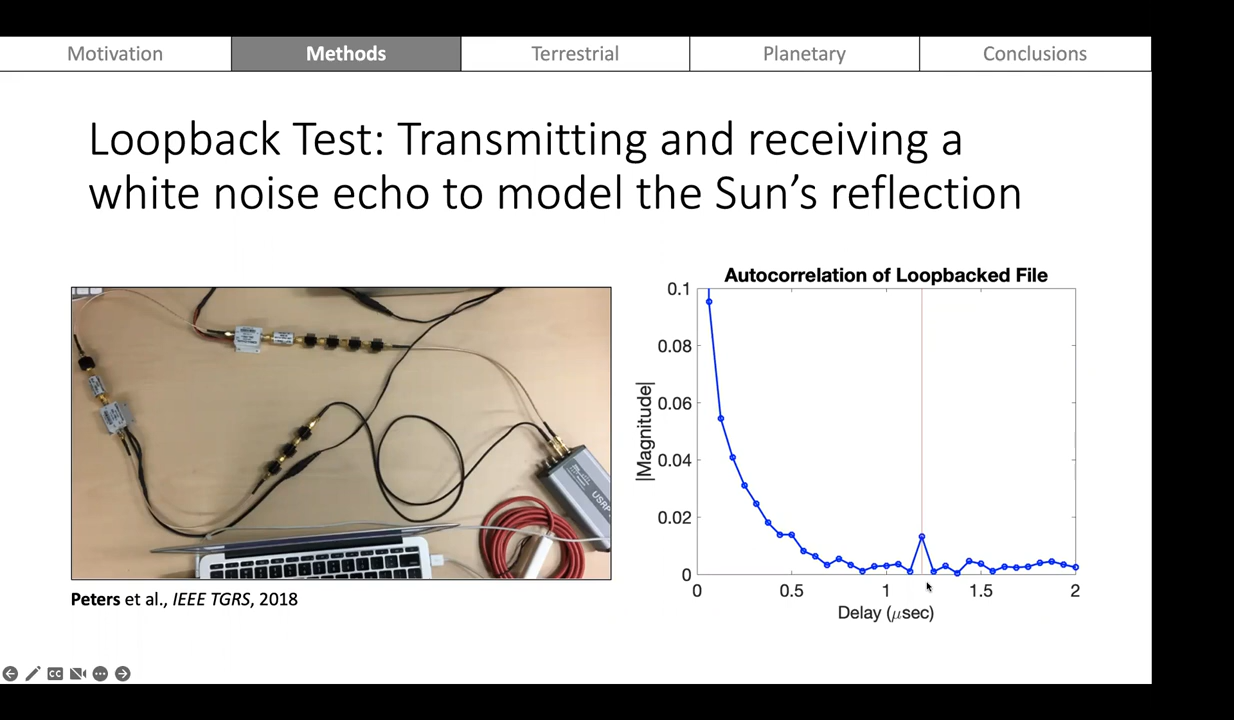 Motivation
Methods
Terrestrial
Planetary
Conclusions
Loopback Test: Transmitting and receiving a
white noise echo to model the Sun's reflection
Autocorrelation of Loopbacked File
|Magnitude|
0.1
0.08
0.06
0.04
0.02
0
0
0.5
1
1.5
2
Delay (μsec)
USRP
Peters et al., IEEE TGRS, 2018
CC